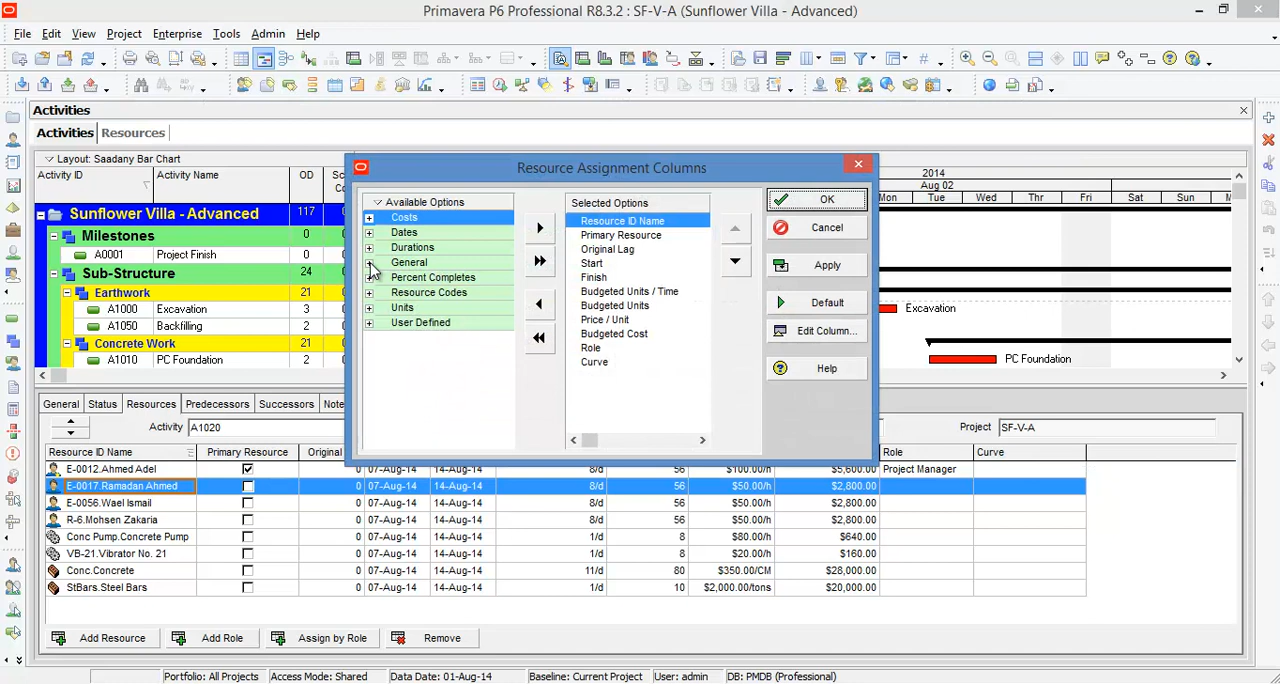 Primavera P6 Professional R8.3.2 : SF-V-A (Sunflower Villa - Advanced)
File Edit View Project Enterprise Tools Admin Help
Activities
Activities Resources
Layout: Saadany Bar Chart
Activity ID Activity Name OD
2014
Aug 02
Mon Tue Wed Thr Fri Sat Sun M
Sunflower Villa - Advanced 117
Milestones 0
A0001 Project Finish 0
Sub-Structure 24
Earthwork 21
A1000 Excavation 3
A1050 Backfilling 2
Concrete Work 21
A1010 PC Foundation 2
Excavation
PC Foundation
Resource Assignment Columns
Available Options
Costs
Dates
Durations
General
Percent Completes
Resource Codes
Units
User Defined
Selected Options
Resource ID Name
Primary Resource
Original Lag
Start
Finish
Budgeted Units / Time
Budgeted Units
Price / Unit
Budgeted Cost
Role
Curve
OK
Cancel
Apply
Default
Edit Column...
Help
General Status Resources Predecessors Successors Note
Activity A1020 Project SF-V-A
Resource ID Name Primary Resource Original Role Curve
E-0012.Ahmed Adel 0 07-Aug-14 14-Aug-14 8/d 56 $100.00/h $5,600.00 Project Manager
E-0017.Ramadan Ahmed 0 07-Aug-14 14-Aug-14 8/d 56 $50.00/h $2,800.00
E-0056.Wael Ismail 0 07-Aug-14 14-Aug-14 8/d 56 $50.00/h $2,800.00
R-6.Mohsen Zakaria 0 07-Aug-14 14-Aug-14 8/d 56 $50.00/h $2,800.00
Conc Pump.Concrete Pump 0 07-Aug-14 14-Aug-14 1/d 8 $80.00/h $640.00
VB-21.Vibrator No. 21 0 07-Aug-14 14-Aug-14 1/d 8 $20.00/h $160.00
Conc.Concrete 0 07-Aug-14 14-Aug-14 11/d 80 $350.00/CM $28,000.00
StBars.Steel Bars 0 07-Aug-14 14-Aug-14 1/d 10 $2,000.00/tons $20,000.00
Add Resource Add Role Assign by Role Remove
Portfolio: All Projects Access Mode: Shared Data Date: 01-Aug-14 Baseline: Current Project User: admin DB: PMDB (Professional)